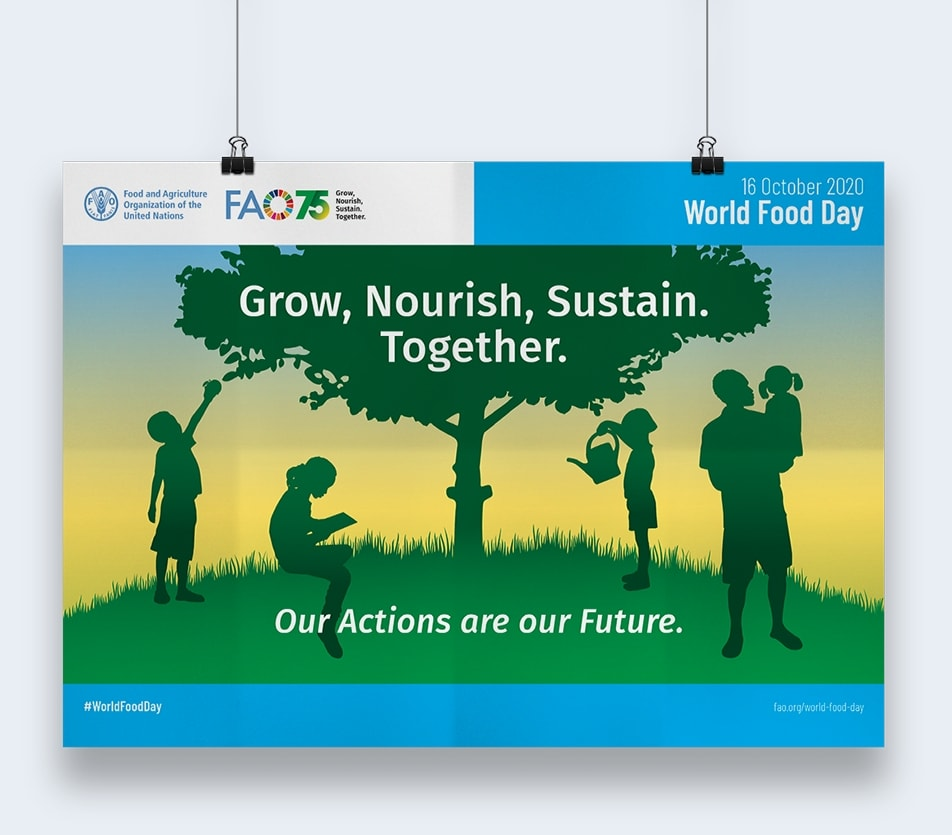 Food and Agriculture
Organization of the
United Nations
FAO75
Grow,
Nourish,
Sustain.
Together.
16 October 2020
World Food Day
Grow, Nourish, Sustain.
Together.
Our Actions are our Future.
#WorldFoodDay
fao.org/world-food-day